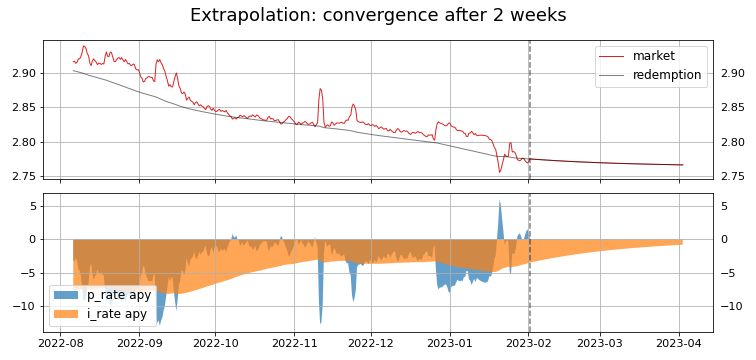 Extrapolation: convergence after 2 weeks
2.90
2.85
2.80
2.75
market
redemption
2.90
2.85
2.80
2.75
5
0
−5
−10
p_rate apy
i_rate apy
5
0
−5
−10
2022-08 2022-09 2022-10 2022-11 2022-12 2023-01 2023-02 2023-03 2023-04